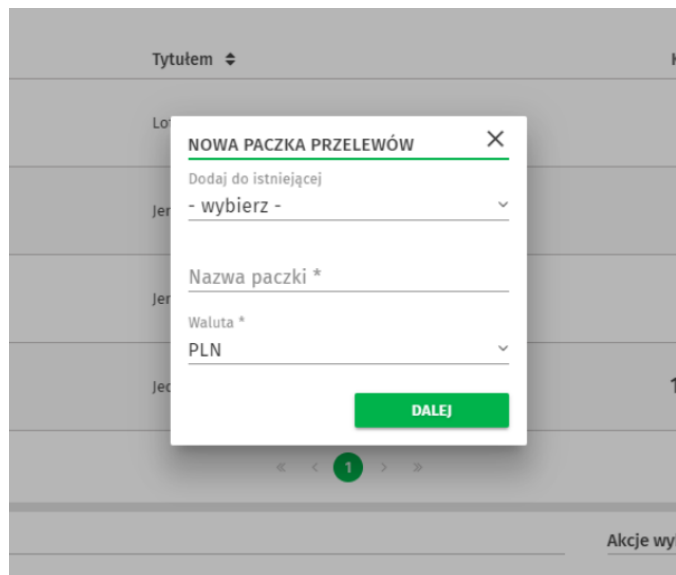 Tytułem
NOWA PACZKA PRZELEWÓW
Dodaj do istniejącej
- wybierz -
Nazwa paczki *
Waluta *
PLN
DALEJ
« < 1 > »
Akcje wy